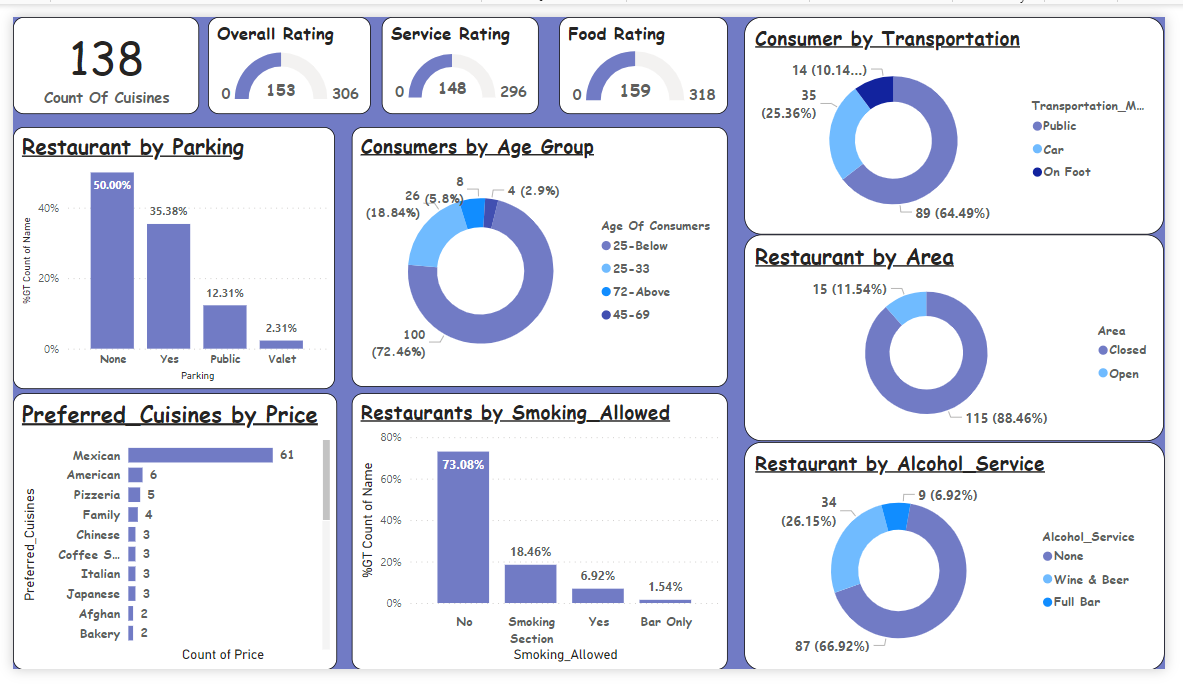 138
Count Of Cuisines
Overall Rating
0
153
306
Service Rating
0
148
296
Food Rating
0
159
318
Consumer by Transportation
14 (10.14...)
35
(25.36%)
89 (64.49%)
Transportation_M...
Public
Car
On Foot
Restaurant by Parking
%GT Count of Name
40%
20%
0%
50.00%
35.38%
12.31%
2.31%
None
Yes
Public
Valet
Parking
Consumers by Age Group
8
(5.8%)
4 (2.9%)
26
(18.84%)
100
(72.46%)
Age Of Consumers
25-Below
25-33
72-Above
45-69
Restaurant by Area
15 (11.54%)
115 (88.46%)
Area
Closed
Open
Preferred_Cuisines by Price
Preferred_Cuisines
Mexican 61
American 6
Pizzeria 5
Family 4
Chinese 3
Coffee S... 3
Italian 3
Japanese 3
Afghan 2
Bakery 2
Count of Price
Restaurants by Smoking_Allowed
%GT Count of Name
80%
60%
40%
20%
0%
73.08%
18.46%
6.92%
1.54%
No
Smoking
Section
Yes
Bar Only
Smoking_Allowed
Restaurant by Alcohol_Service
9 (6.92%)
34
(26.15%)
87 (66.92%)
Alcohol_Service
None
Wine & Beer
Full Bar